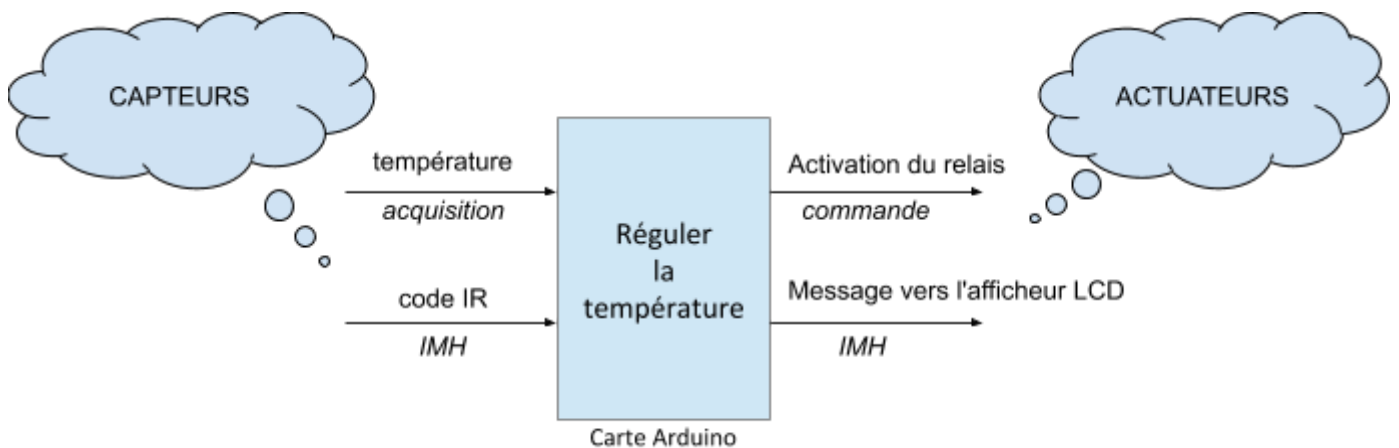 CAPTEURS
ACTUATEURS
température
acquisition
Activation du relais
commande
Réguler
la
température
code IR
IMH
Message vers l'afficheur LCD
IMH
Carte Arduino